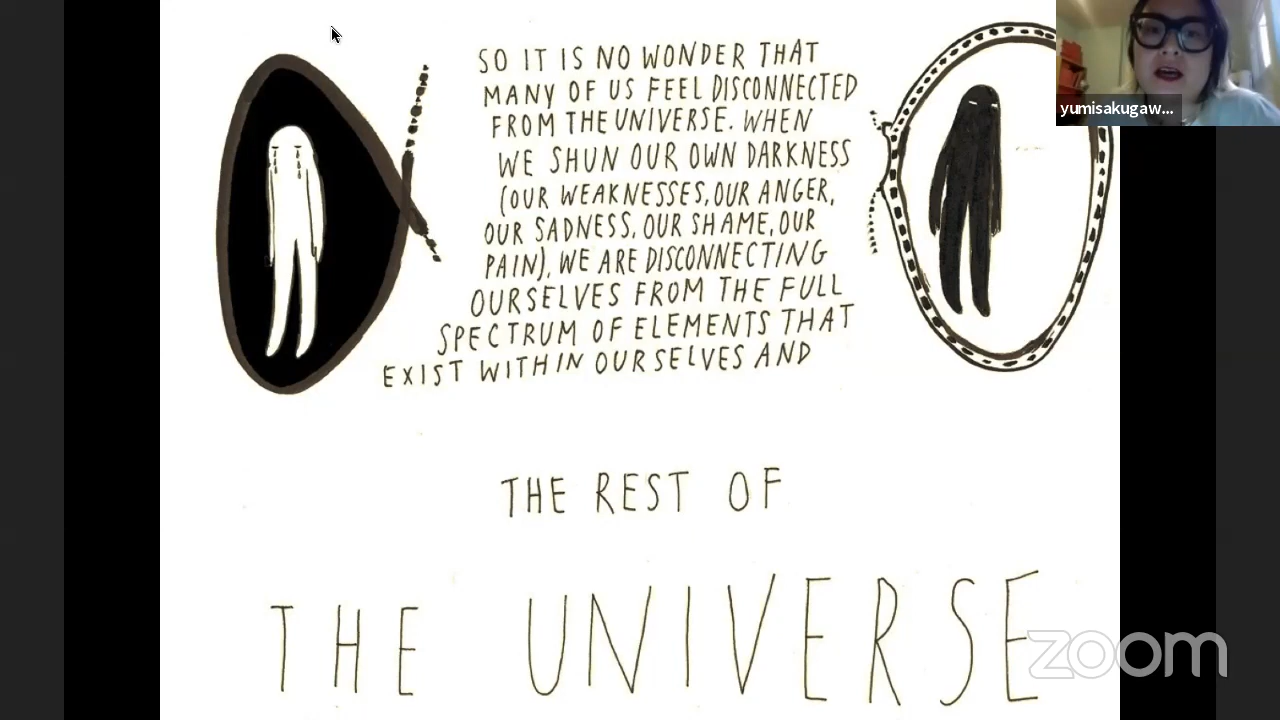 SO IT IS NO WONDER THAT
MANY OF US FEEL DISCONNECTED
FROM THE UNIVERSE. WHEN
WE SHUN OUR OWN DARKNESS
(OUR WEAKNESSES, OUR ANGER,
OUR SADNESS, OUR SHAME, OUR
PAIN), WE ARE DISCONNECTING
OURSELVES FROM THE FULL
SPECTRUM OF ELEMENTS THAT
EXIST WITHIN OURSELVES AND
THE REST OF
THE UNIVERSE
yumisakugaw...
zoom